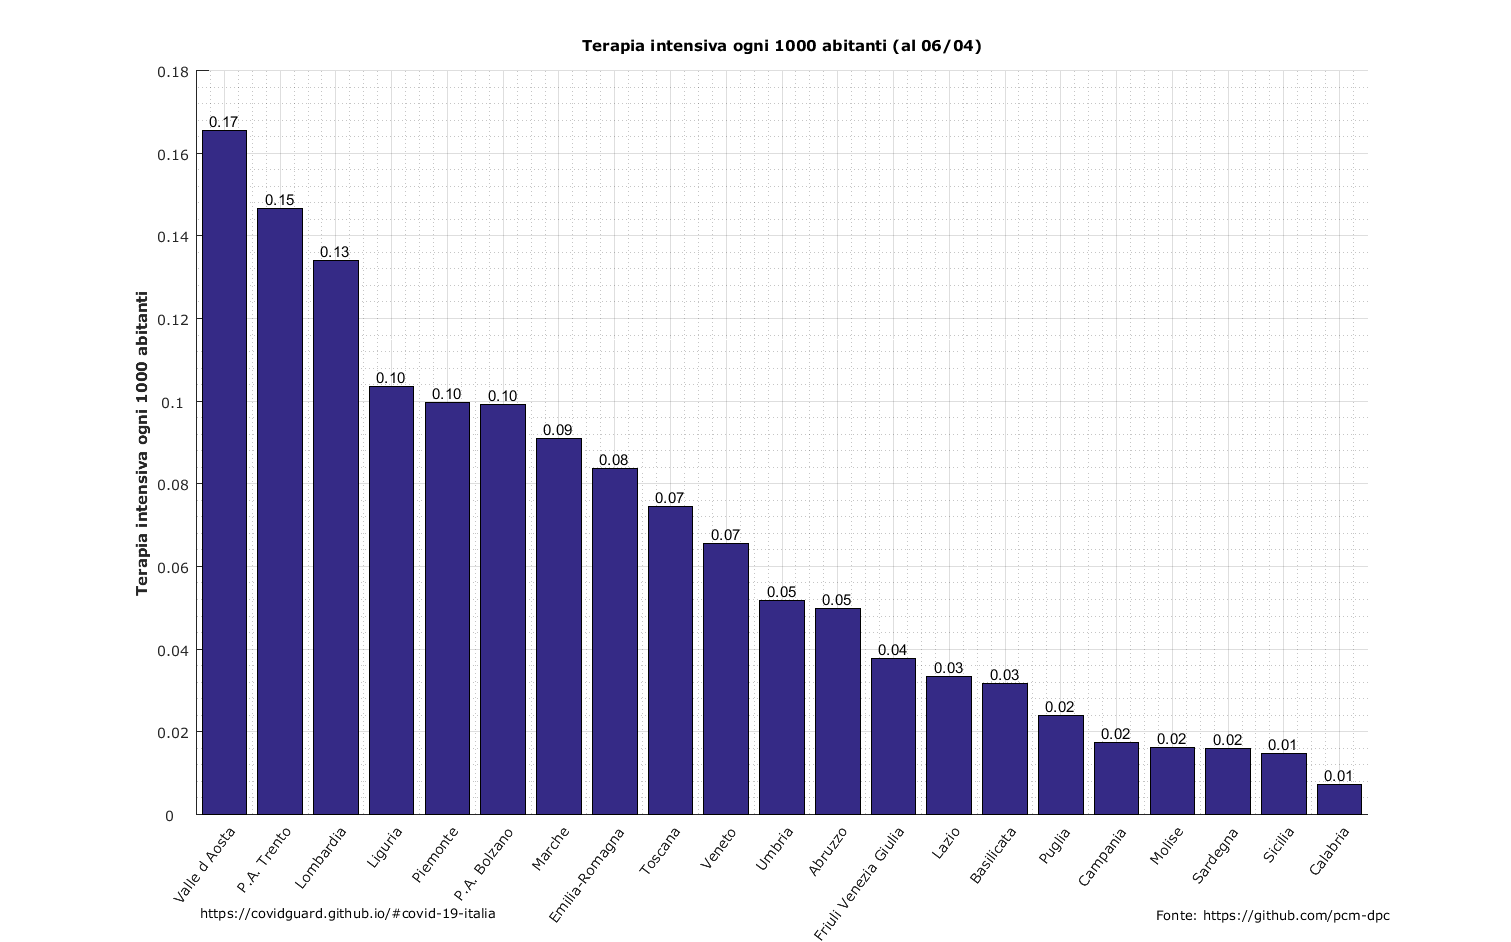 Terapia intensiva ogni 1000 abitanti (al 06/04)
Terapia intensiva ogni 1000 abitanti
0.18
0.16
0.14
0.12
0.1
0.08
0.06
0.04
0.02
0
0.17
0.15
0.13
0.10
0.10
0.10
0.09
0.08
0.07
0.07
0.05
0.05
0.04
0.03
0.03
0.02
0.02
0.02
0.02
0.01
0.01
Valle d Aosta
P.A. Trento
Lombardia
Liguria
Piemonte
P.A. Bolzano
Marche
Emilia-Romagna
Toscana
Veneto
Umbria
Abruzzo
Friuli Venezia Giulia
Lazio
Basilicata
Puglia
Campania
Molise
Sardegna
Sicilia
Calabria
https://covidguard.github.io/#covid-19-italia
Fonte: https://github.com/pcm-dpc